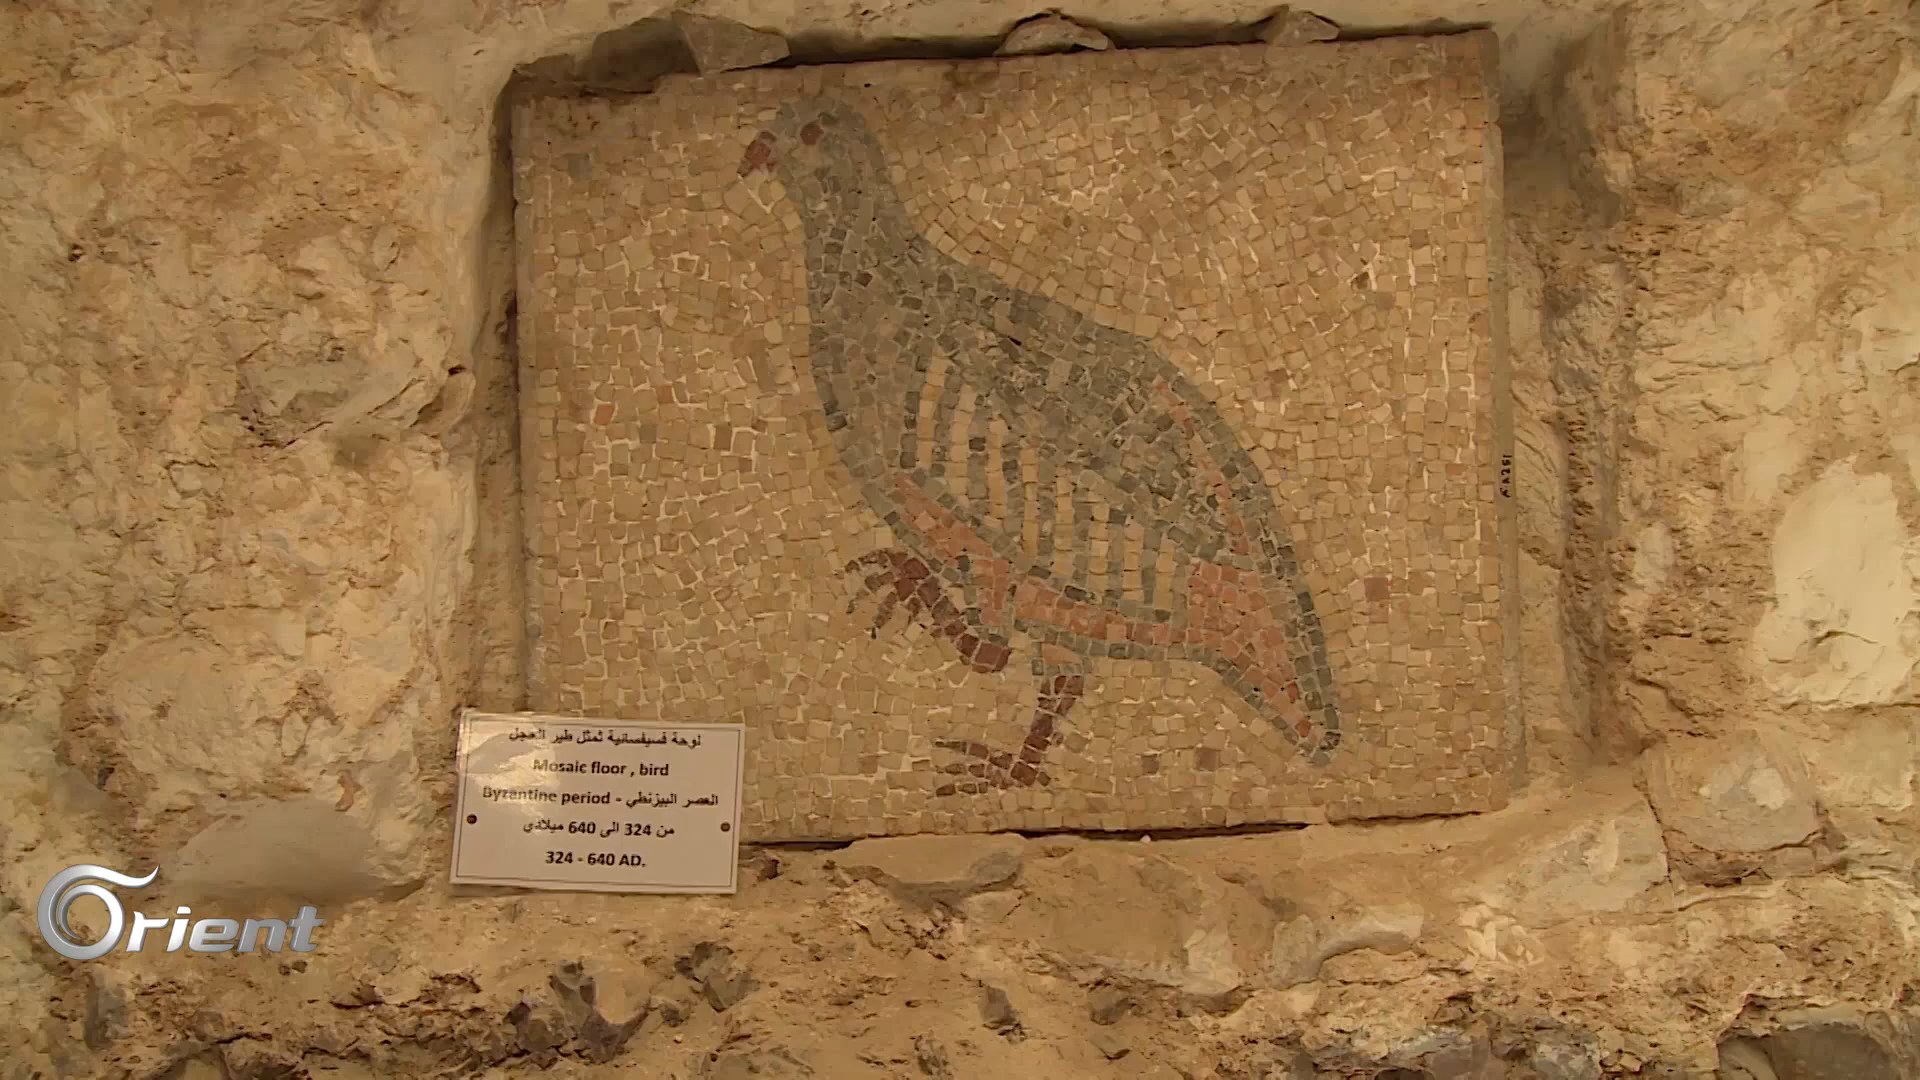 لوحة فسيفسائية تمثل طير الحجل
Mosaic floor , bird
Byzantine period - العصر البيزنطي
من 324 الى 640 ميلادي
324 - 640 AD.
Orient